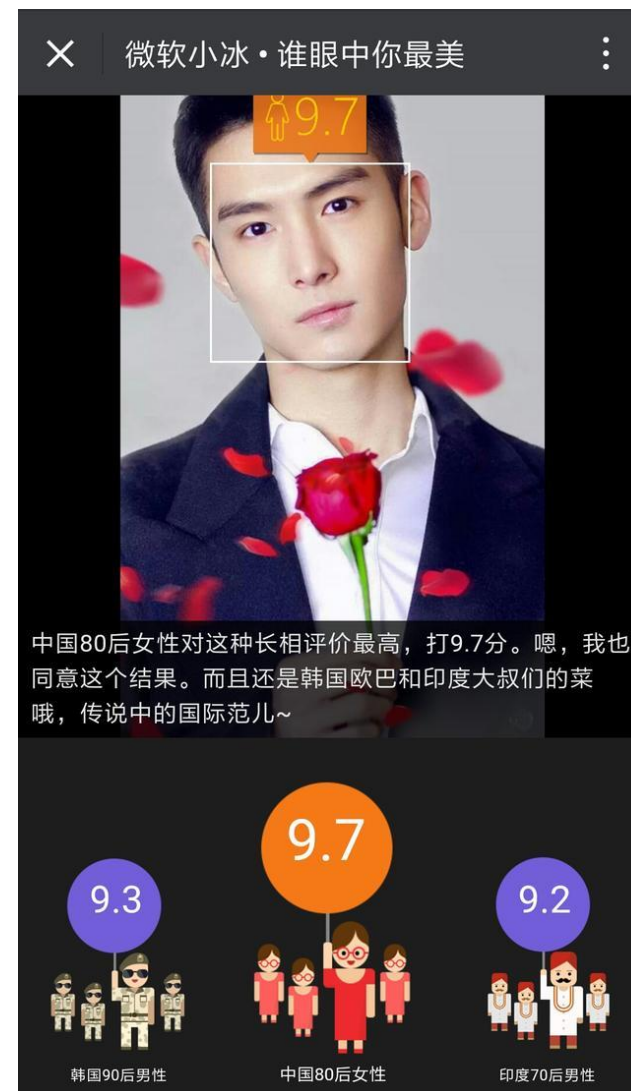 微软小冰 • 谁眼中你最美
9.7
中国80后女性对这种长相评价最高，打9.7分。嗯，我也
同意这个结果。而且还是韩国欧巴和印度大叔们的菜
哦，传说中的国际范儿~
9.3
9.7
9.2
韩国90后男性
中国80后女性
印度70后男性